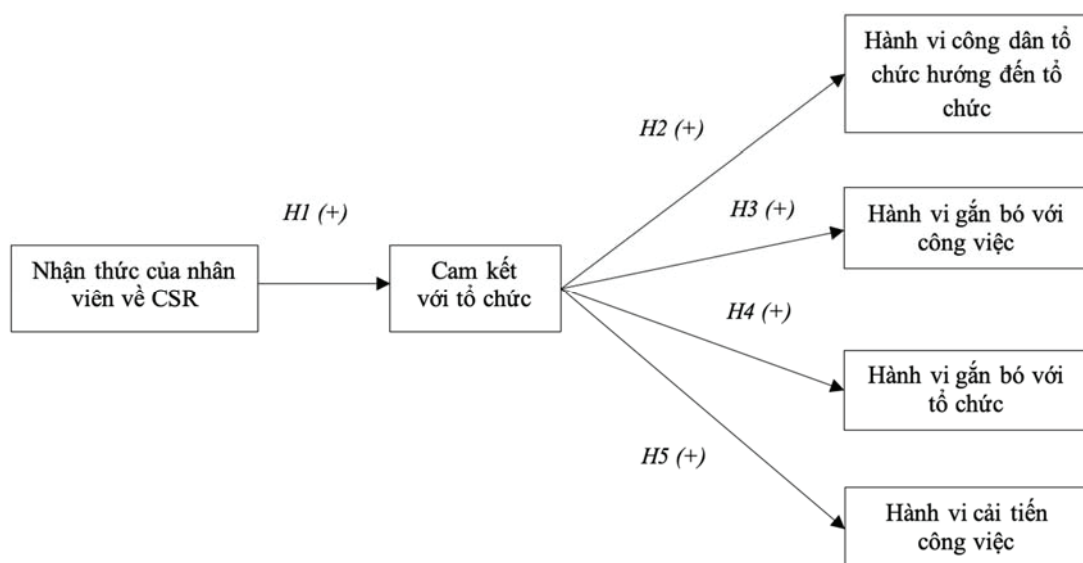 Hành vi công dân tổ
chức hướng đến tổ
chức
H2 (+)
H1 (+)
H3 (+)
Hành vi gắn bó với
công việc
Nhận thức của nhân
viên về CSR
Cam kết
với tổ chức
H4 (+)
Hành vi gắn bó với
tổ chức
H5 (+)
Hành vi cải tiến
công việc